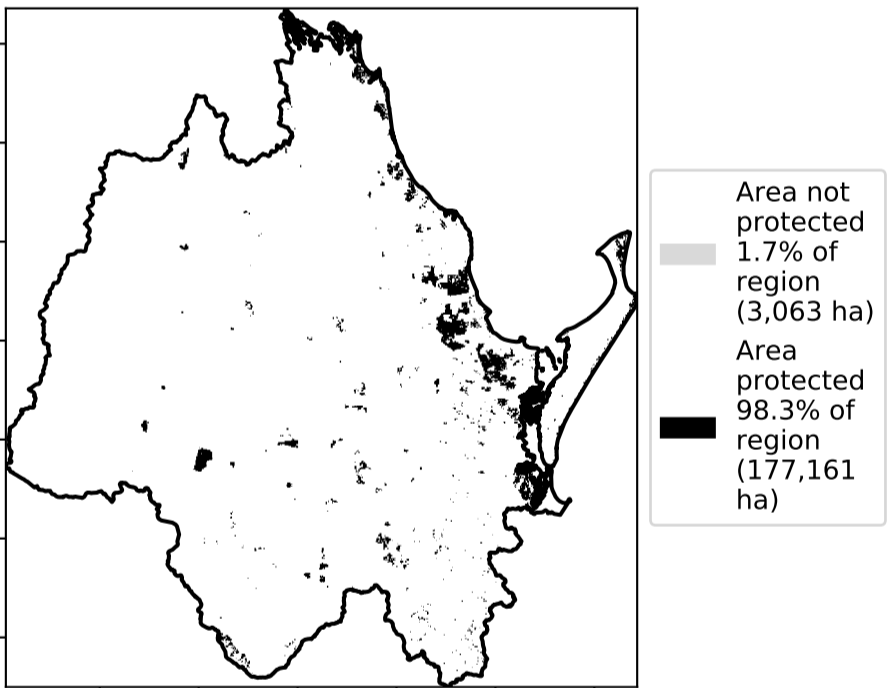 Area not
protected
1.7% of
region
(3,063 ha)
Area
protected
98.3% of
region
(177,161
ha)